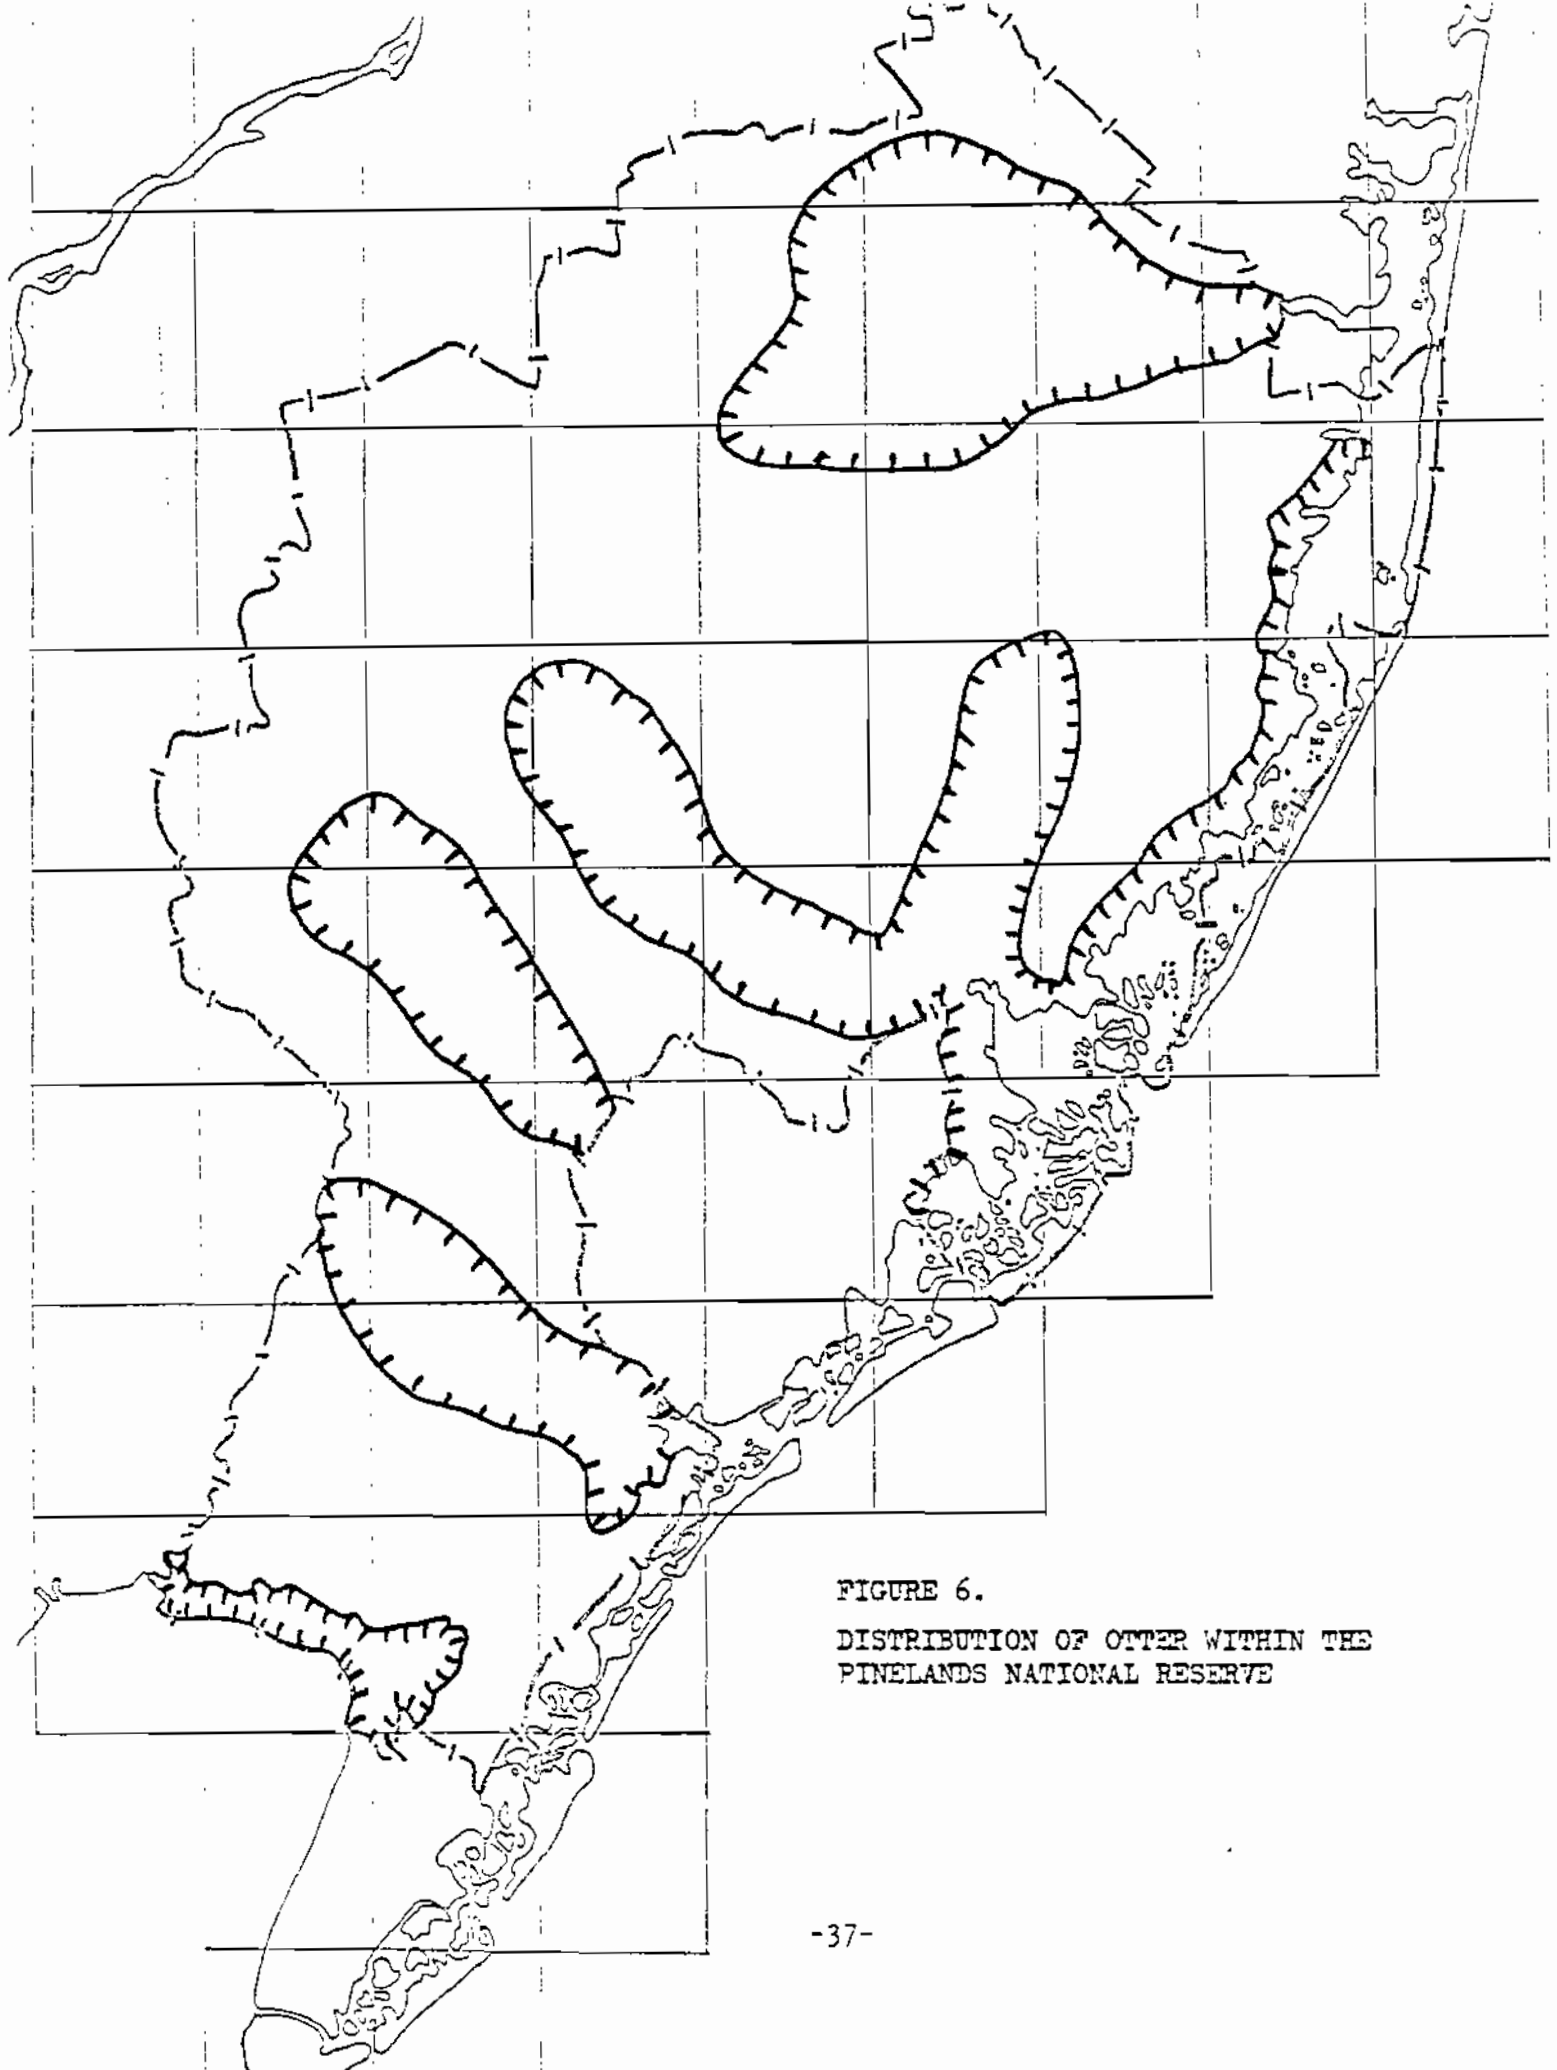 FIGURE 6.
DISTRIBUTION OF OTTER WITHIN THE
PINELANDS NATIONAL RESERVE
-37-